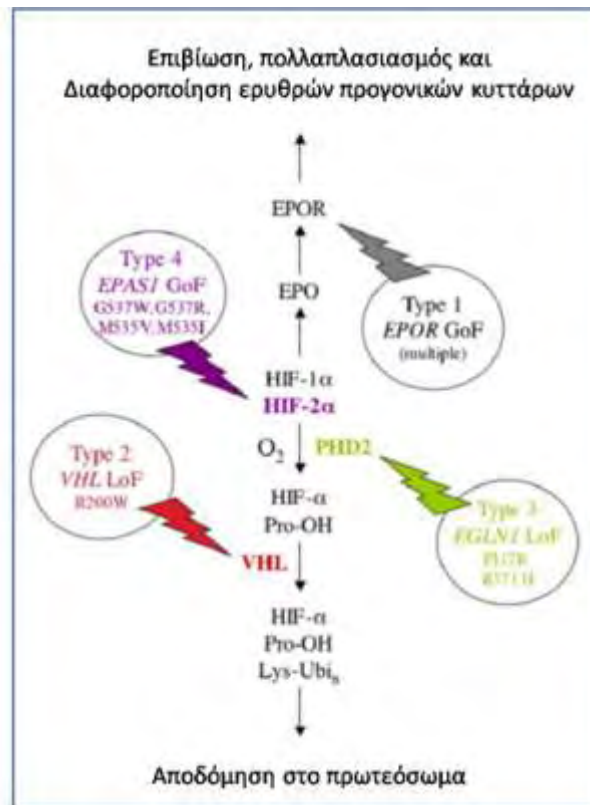 Επιβίωση, πολλαπλασιασμός και
Διαφοροποίηση ερυθρών προγονικών κυττάρων
EPOR
Type 4
EPAS1 GoF
G537W, G537R,
M535V, M535I
EPO
Type 1
EPOR GoF
(multiple)
HIF-1α
HIF-2α
O₂ PHD2
Type 2
VHL LoF
R200W
HIF-α
Pro-OH
Type 3
EGLN1 LoF
P317R
R371H
VHL
HIF-α
Pro-OH
Lys-Ubiₙ
Αποδόμηση στο πρωτεόσωμα